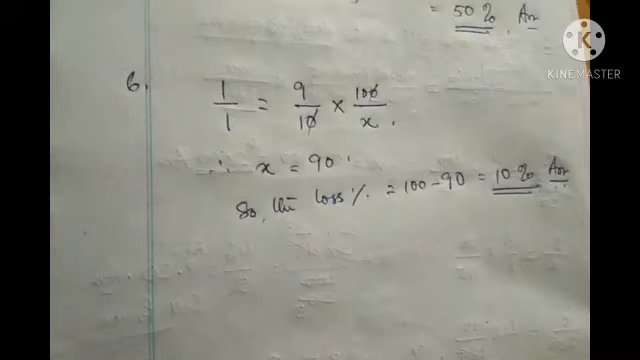 = 50% Ans
KINEMASTER
6. 1/1 = 9/10 × 100/x.
∴ x = 90.
So, the loss % = 100 - 90 = 10% Ans